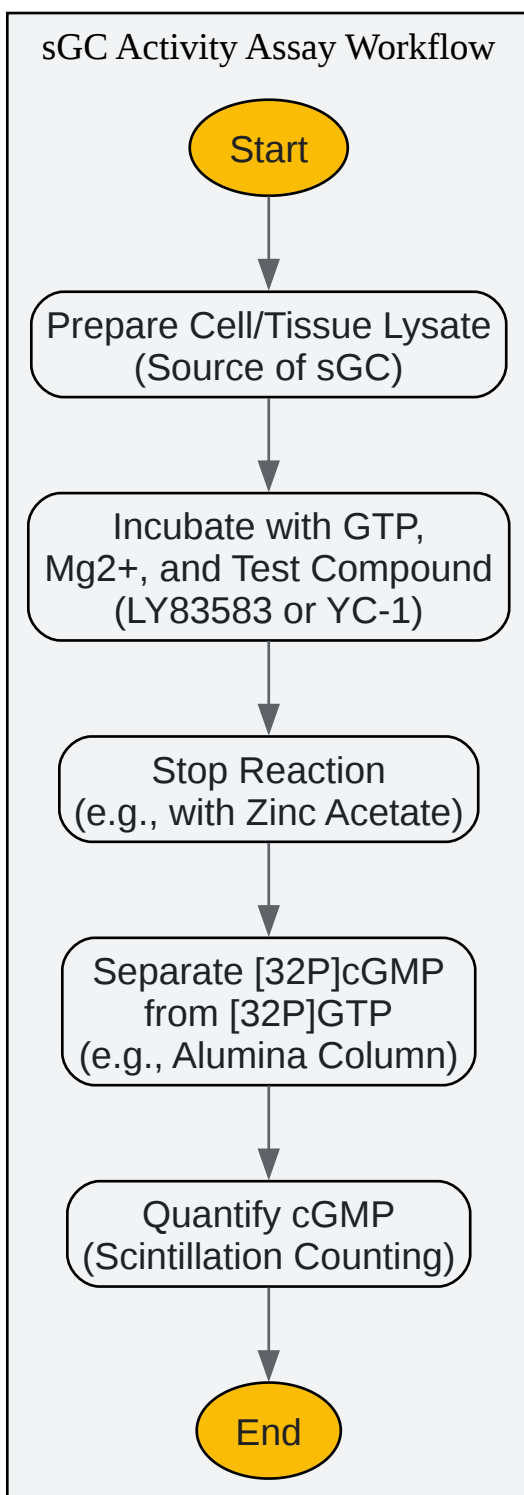 sGC Activity Assay Workflow
Start
Prepare Cell/Tissue Lysate
(Source of sGC)
Incubate with GTP,
Mg2+, and Test Compound
(LY83583 or YC-1)
Stop Reaction
(e.g., with Zinc Acetate)
Separate [32P]cGMP
from [32P]GTP
(e.g., Alumina Column)
Quantify cGMP
(Scintillation Counting)
End